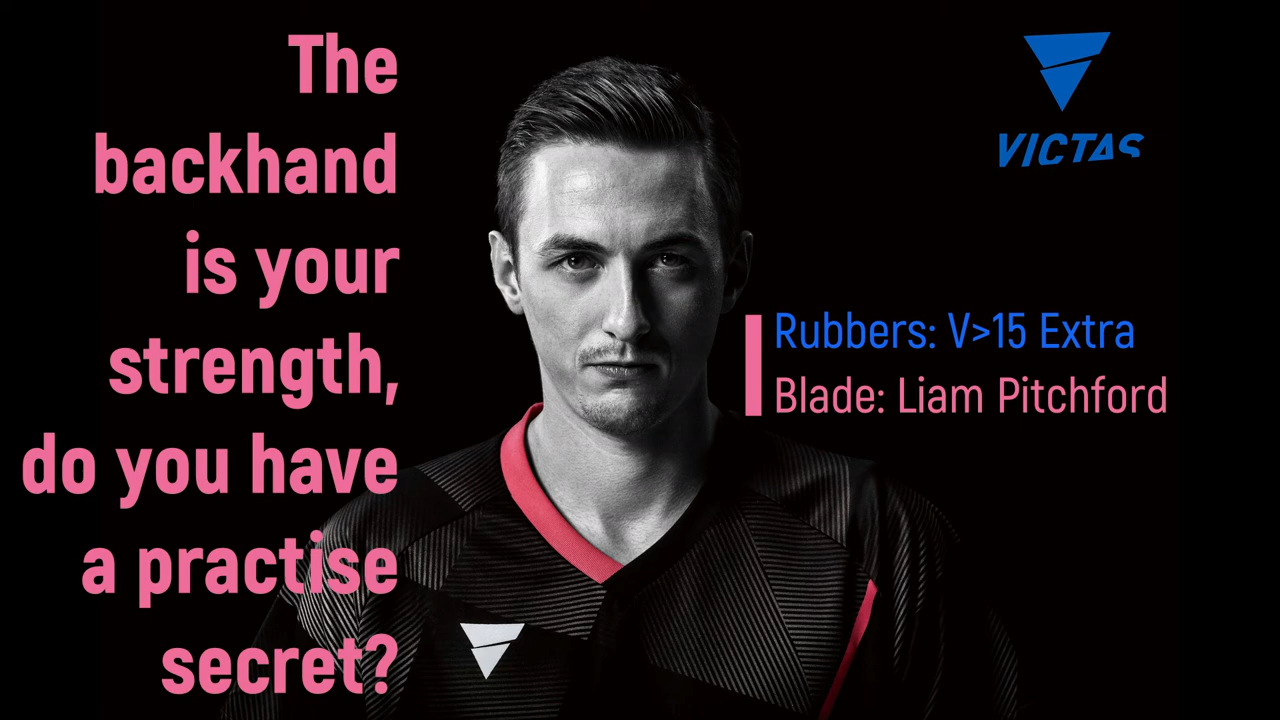 The
backhand
is your
strength,
do you have
a practise
secret?
VICTAS
Rubbers: V>15 Extra
Blade: Liam Pitchford